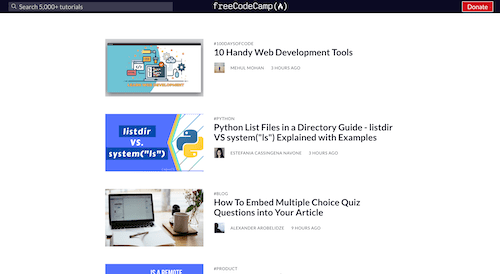 Search 5,000+ tutorials
freeCodeCamp(A)
Donate
#100DAYSOFCODE
10 Handy Web Development Tools
MEHUL MOHAN
3 HOURS AGO
listdir
vs.
system("ls")
#PYTHON
Python List Files in a Directory Guide - listdir
VS system("ls") Explained with Examples
ESTEFANIA CASSINGENA NAVONE
3 HOURS AGO
#BLOG
How To Embed Multiple Choice Quiz
Questions into Your Article
ALEXANDER AROBELIDZE
9 HOURS AGO
IS A REMOTE
#PRODUCT